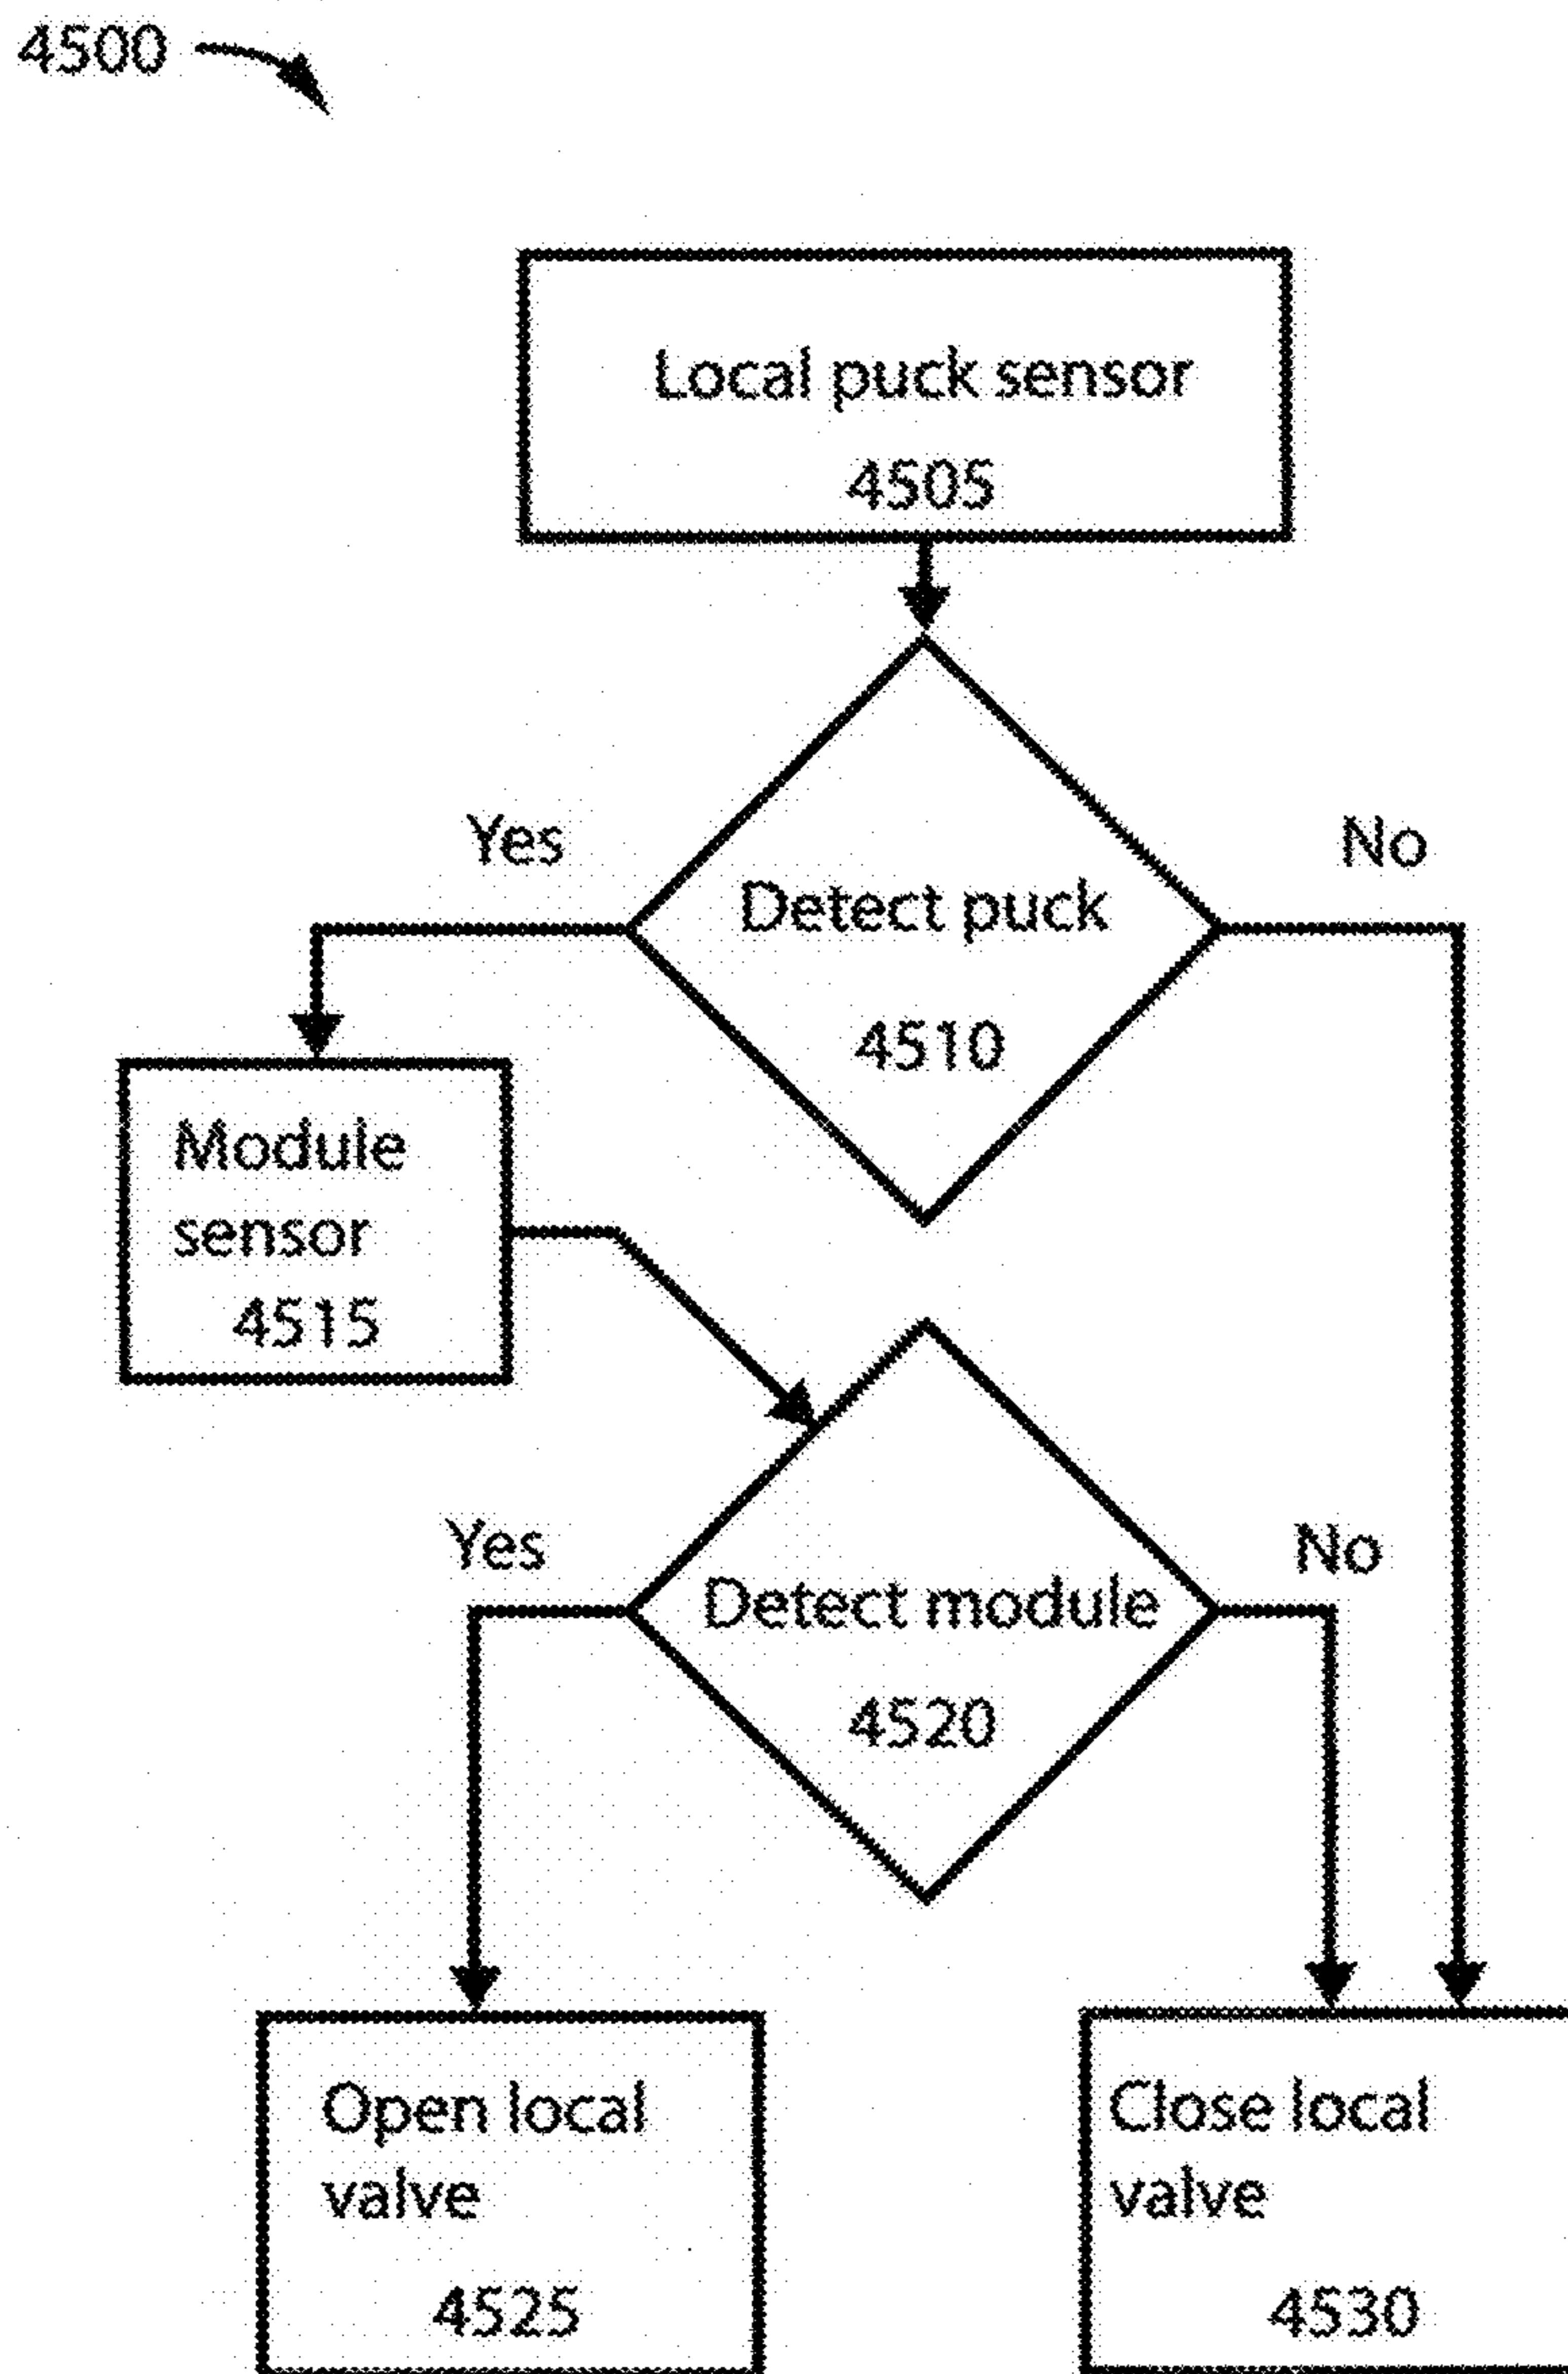 4500
Local puck sensor
4505
Yes
No
Detect puck
4510
Module
sensor
4515
Yes
No
Detect module
4520
Open local
valve
4525
Close local
valve
4530